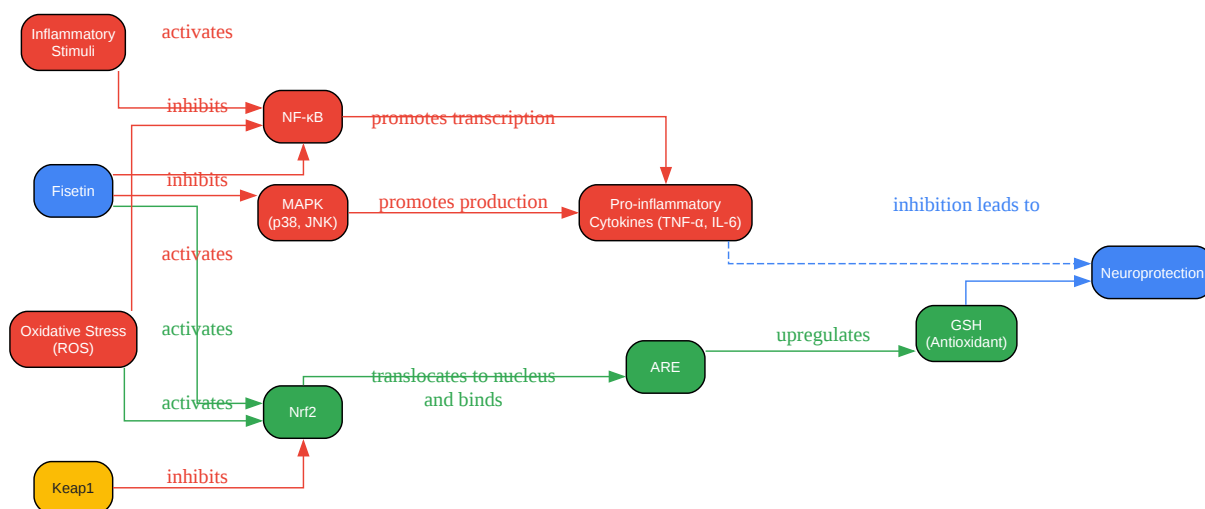 Inflammatory
Stimuli
activates
inhibits
NF-κB
promotes transcription
Fisetin
inhibits
MAPK
(p38, JNK)
promotes production
Pro-inflammatory
Cytokines (TNF-α, IL-6)
inhibition leads to
activates
Neuroprotection
Oxidative Stress
(ROS)
activates
upregulates
GSH
(Antioxidant)
ARE
translocates to nucleus
and binds
activates
Nrf2
inhibits
Keap1